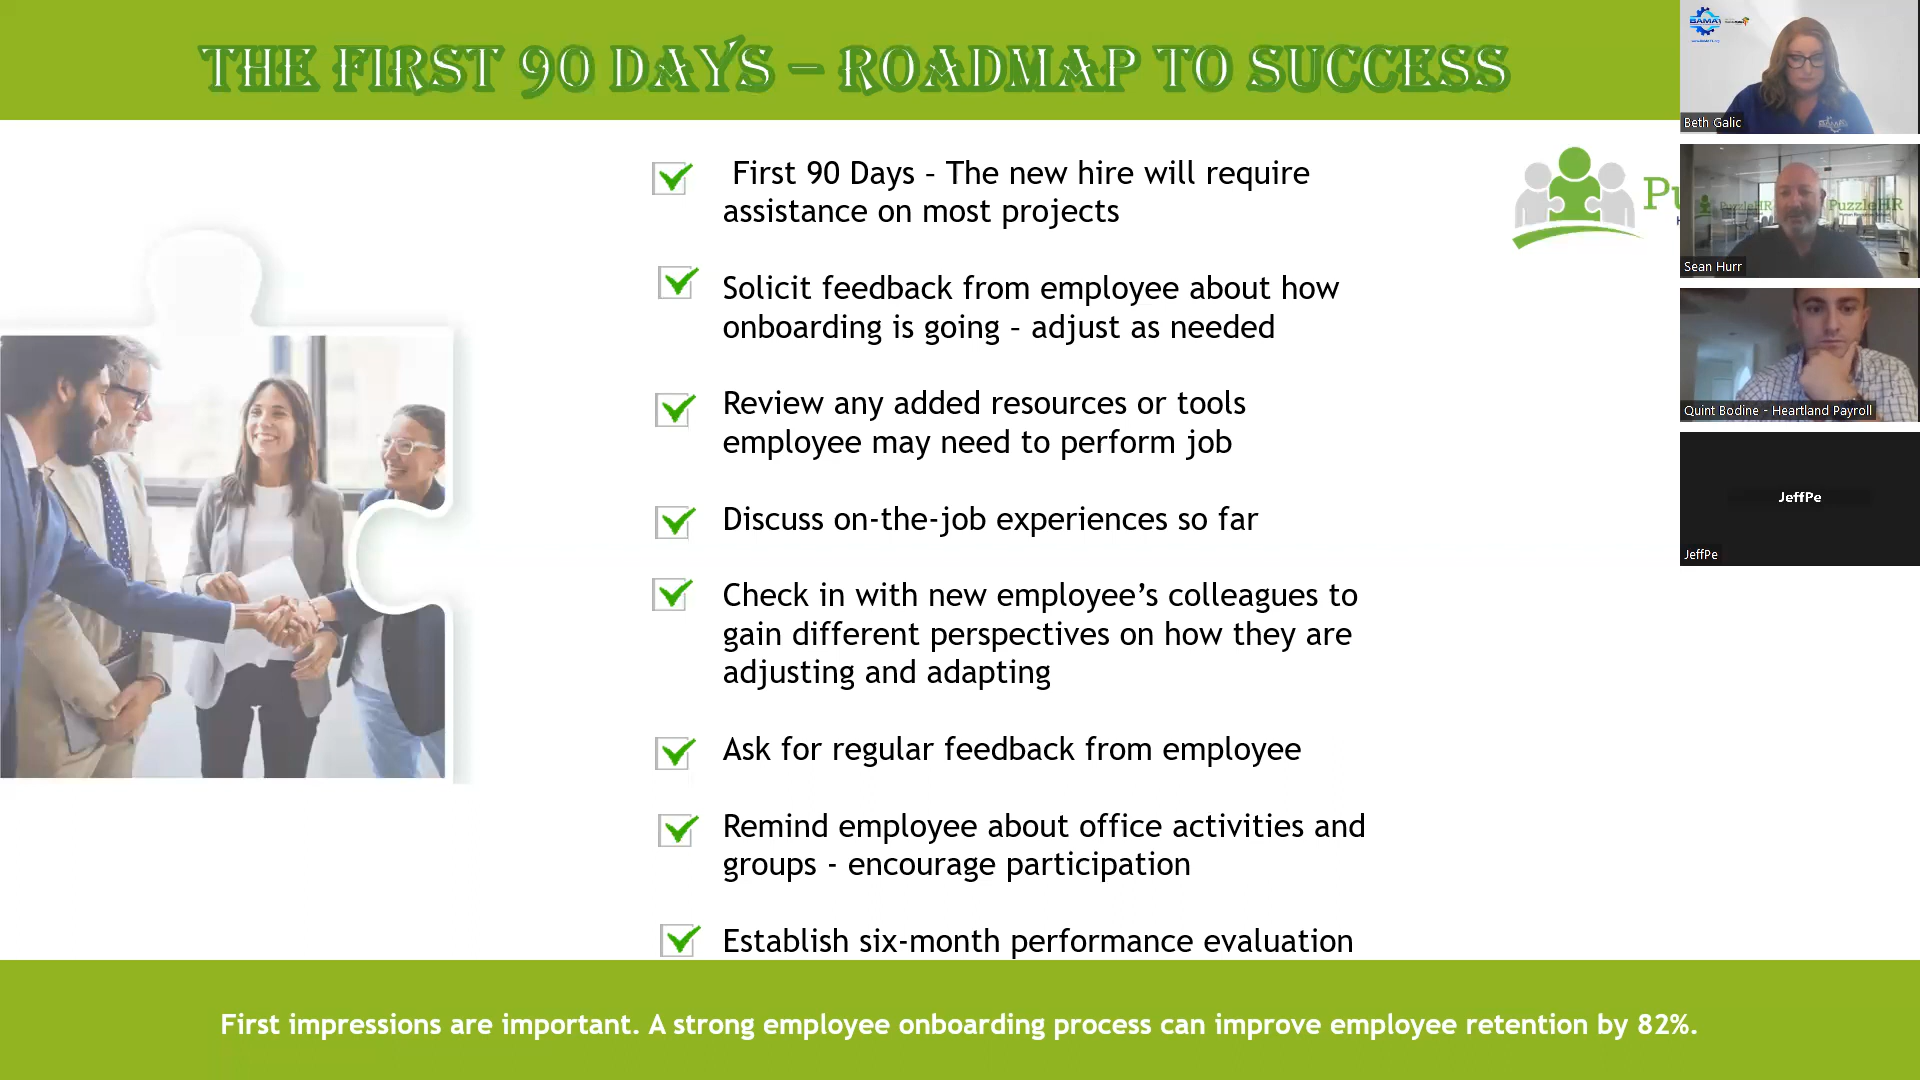 THE FIRST 90 DAYS – ROADMAP TO SUCCESS
First 90 Days – The new hire will require
assistance on most projects
Solicit feedback from employee about how
onboarding is going – adjust as needed
Review any added resources or tools
employee may need to perform job
Discuss on-the-job experiences so far
Check in with new employee’s colleagues to
gain different perspectives on how they are
adjusting and adapting
Ask for regular feedback from employee
Remind employee about office activities and
groups - encourage participation
Establish six-month performance evaluation
First impressions are important. A strong employee onboarding process can improve employee retention by 82%.
BAMA
Beth Galic
PuzzleHR
PuzzleHR
Sean Hurr
Quint Bodine - Heartland Payroll
JeffPe
JeffPe